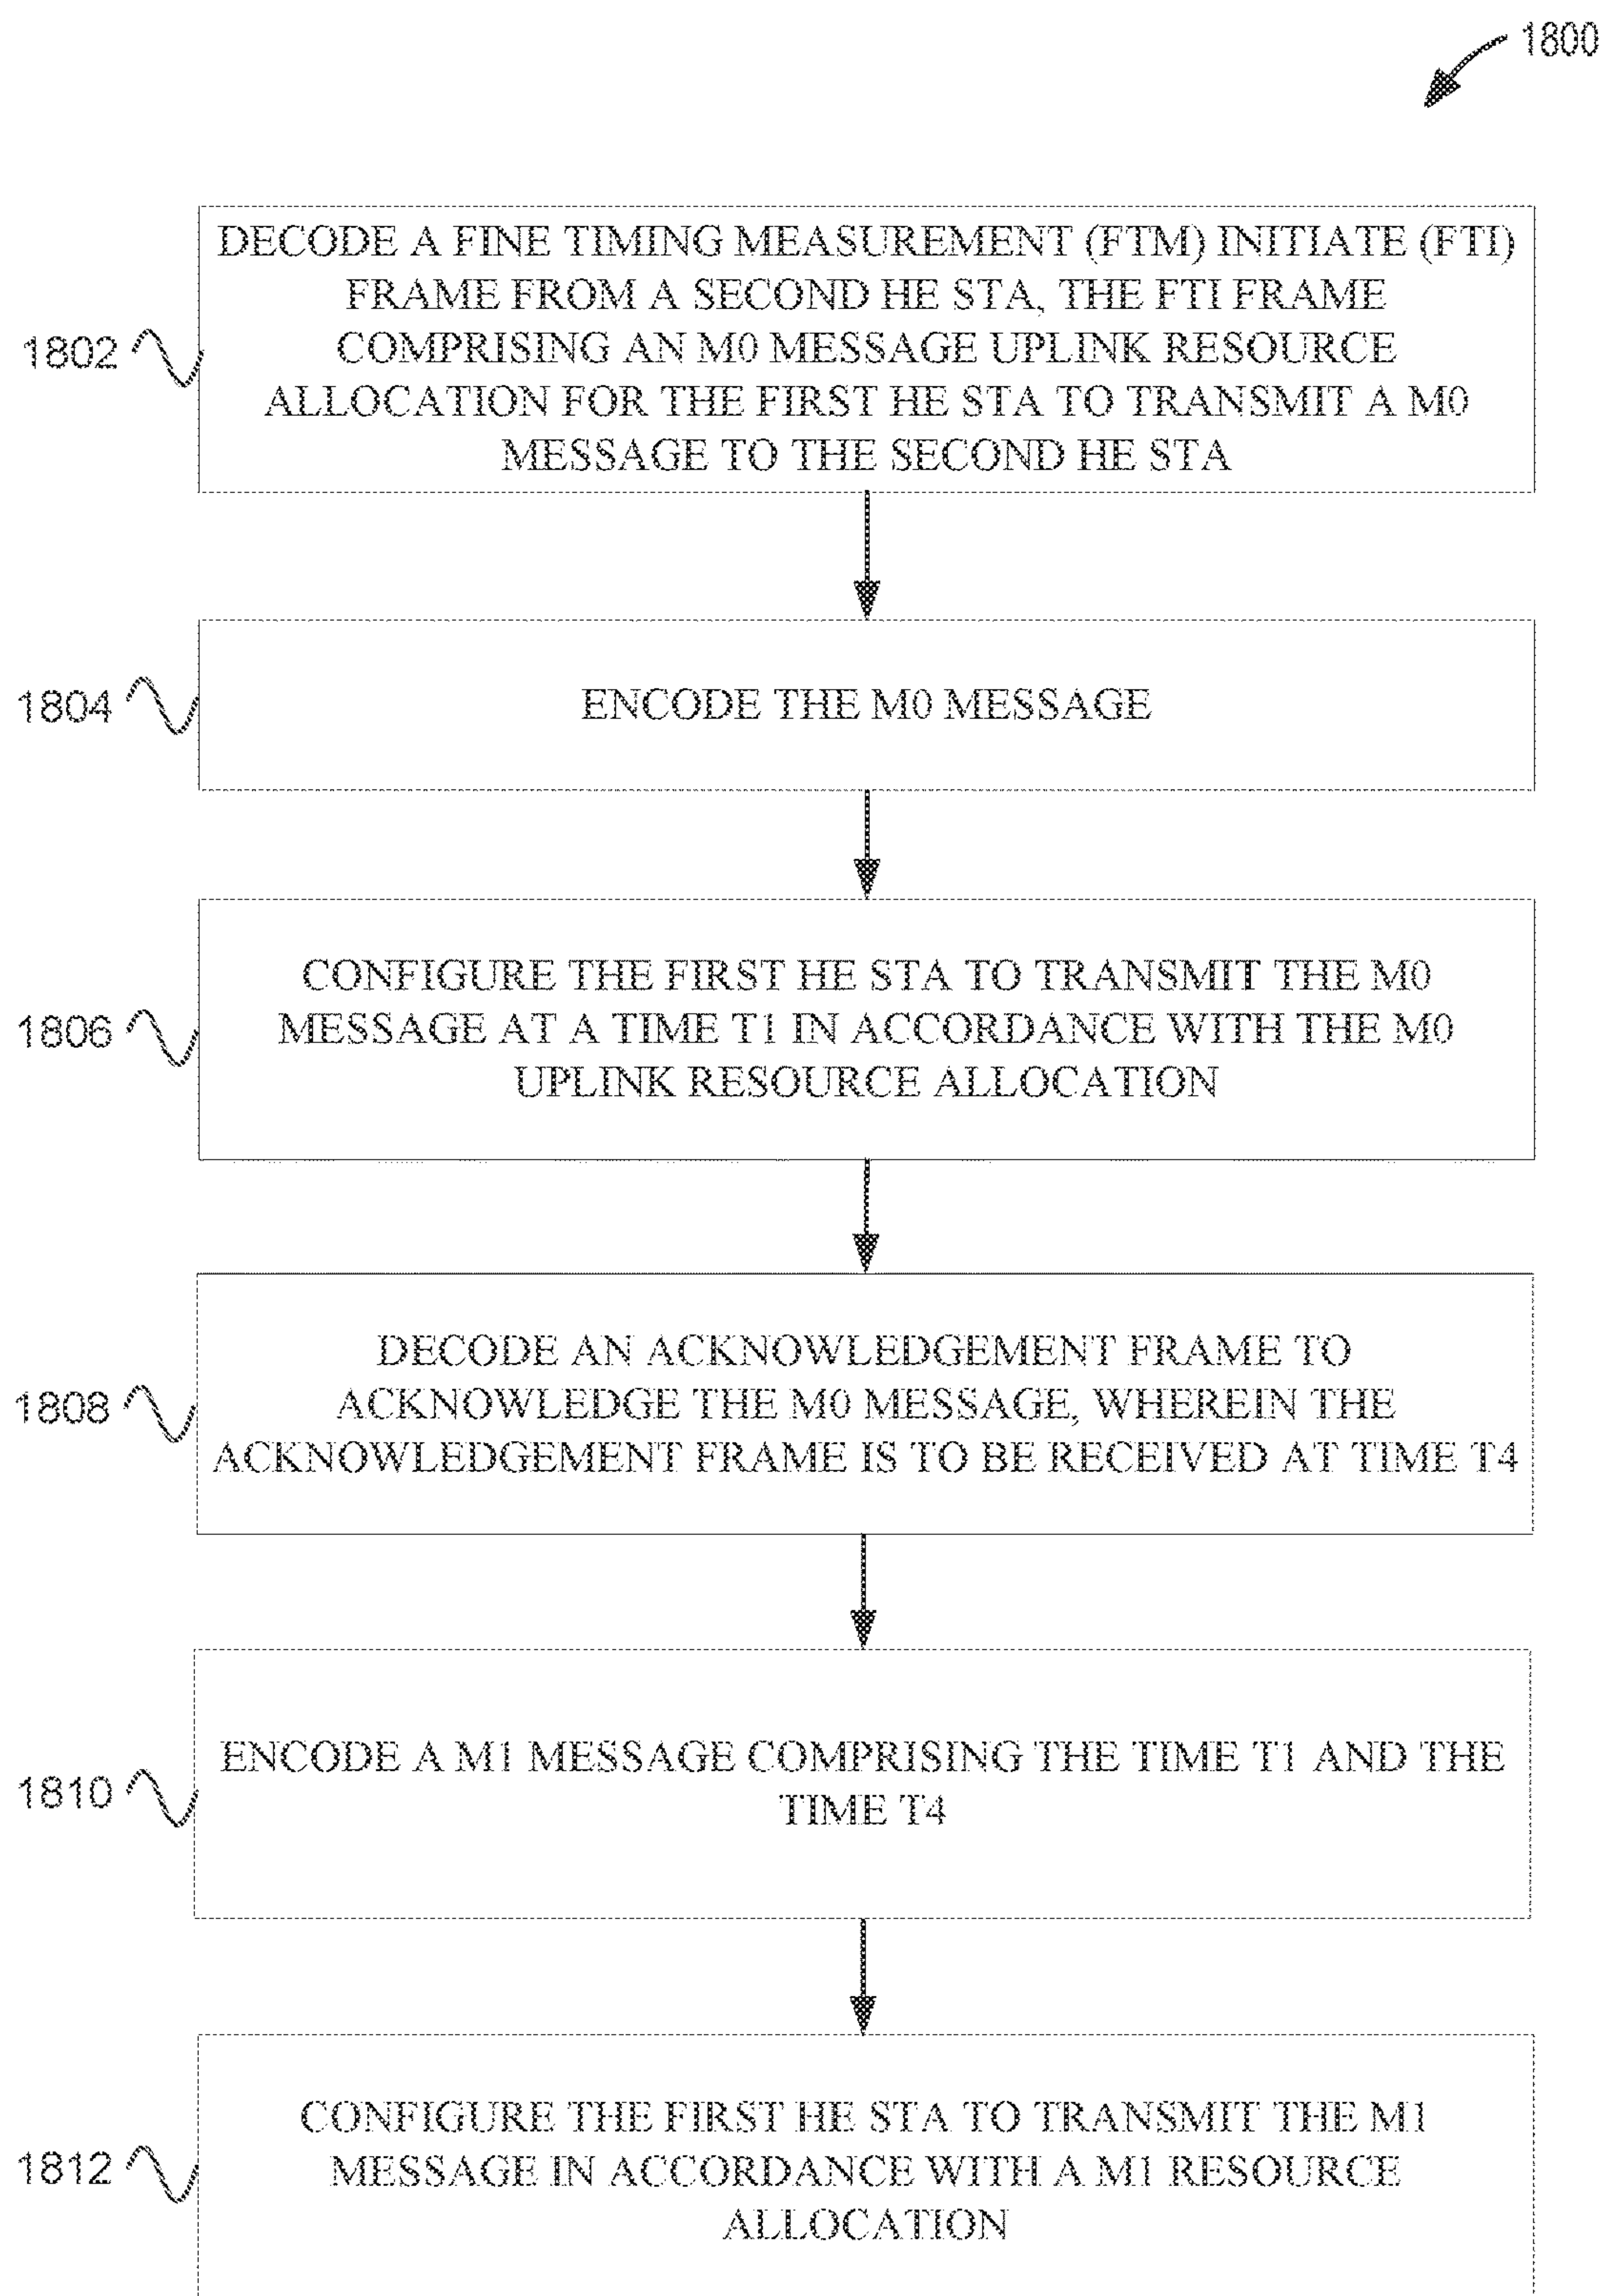 1800
DECODE A FINE TIMING MEASUREMENT (FTM) INITIATE (FTI)
FRAME FROM A SECOND HE STA, THE FTI FRAME
COMPRISING AN M0 MESSAGE UPLINK RESOURCE
ALLOCATION FOR THE FIRST HE STA TO TRANSMIT A M0
MESSAGE TO THE SECOND HE STA
1802
ENCODE THE M0 MESSAGE
1804
CONFIGURE THE FIRST HE STA TO TRANSMIT THE M0
MESSAGE AT A TIME T1 IN ACCORDANCE WITH THE M0
UPLINK RESOURCE ALLOCATION
1806
DECODE AN ACKNOWLEDGEMENT FRAME TO
ACKNOWLEDGE THE M0 MESSAGE, WHEREIN THE
ACKNOWLEDGEMENT FRAME IS TO BE RECEIVED AT TIME T4
1808
ENCODE A M1 MESSAGE COMPRISING THE TIME T1 AND THE
TIME T4
1810
CONFIGURE THE FIRST HE STA TO TRANSMIT THE M1
MESSAGE IN ACCORDANCE WITH A M1 RESOURCE
ALLOCATION
1812